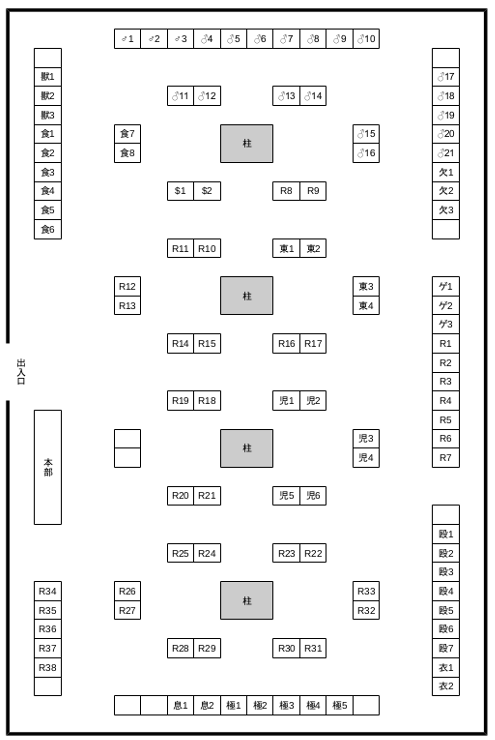 ♂1 ♂2 ♂3 ♂4 ♂5 ♂6 ♂7 ♂8 ♂9 ♂10
獣1 ♂17
獣2 ♂11 ♂12 ♂13 ♂14 ♂18
獣3 ♂19
食1 食7 柱 ♂15 ♂20
食2 食8 ♂16 ♂21
食3 欠1
食4 $1 $2 R8 R9 欠2
食5 欠3
食6
R11 R10 東1 東2
R12 柱 東3 ゲ1
R13 東4 ゲ2
ゲ3
R14 R15 R16 R17 R1
出入口 R2
R3
R19 R18 児1 児2 R4
R5
柱 児3 R6
児4 R7
本部
R20 R21 児5 児6
段1
R25 R24 R23 R22 段2
段3
R34 R26 柱 R33 段4
R35 R27 R32 段5
R36 段6
R37 R28 R29 R30 R31 段7
R38 衣1
衣2
息1 息2 極1 極2 極3 極4 極5